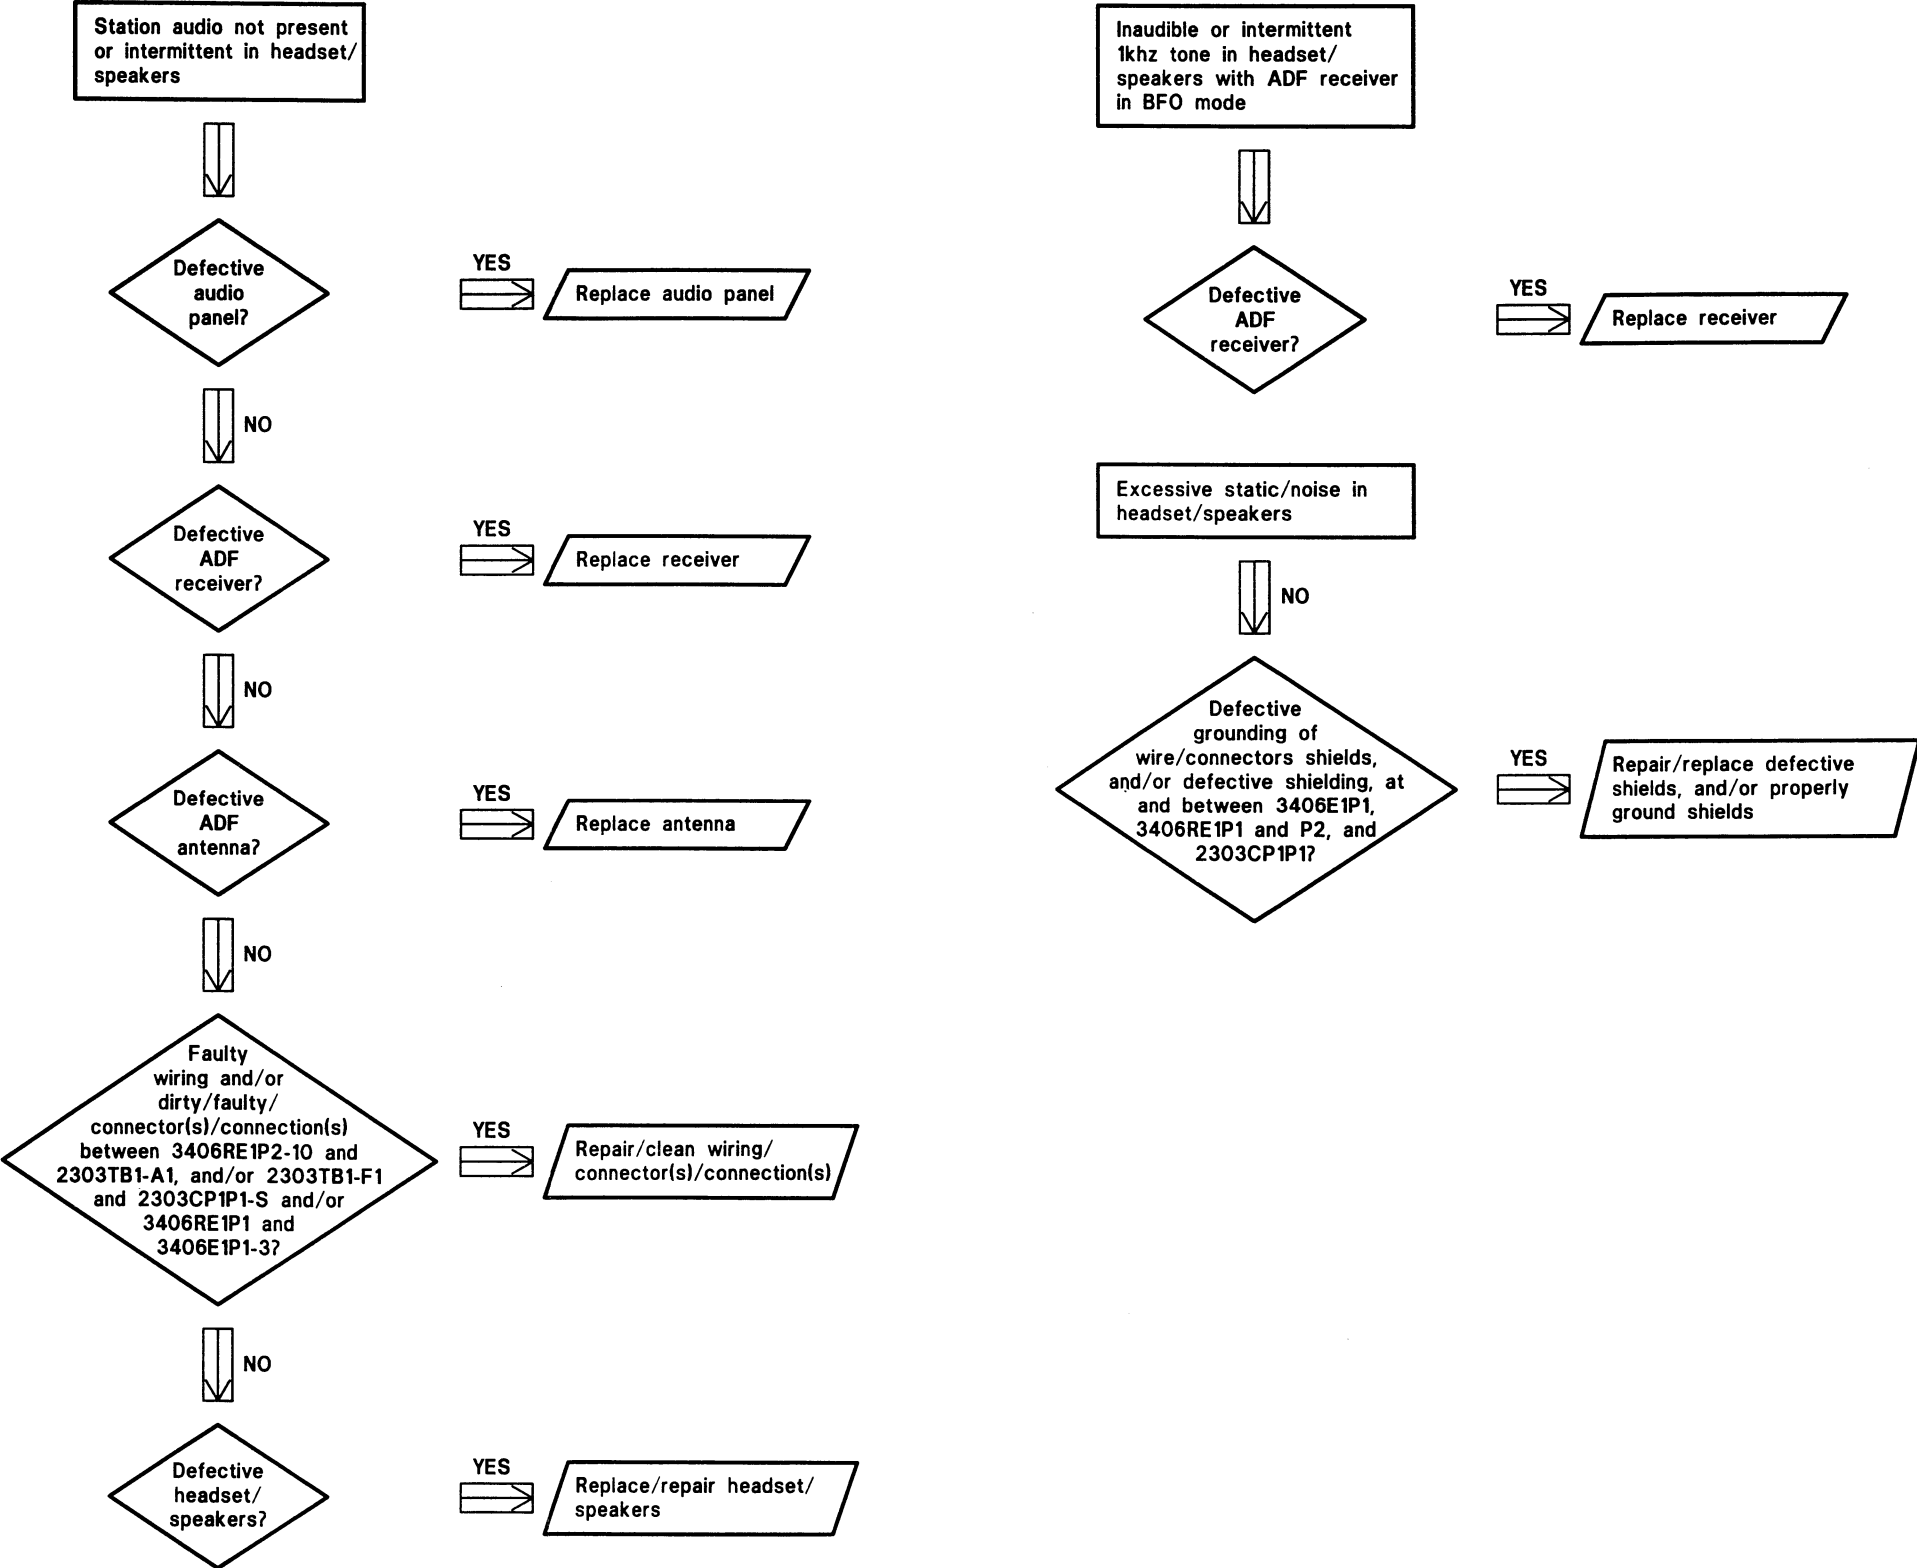 Station audio not present
or intermittent in headset/
speakers
Defective
audio
panel?
YES
Replace audio panel
NO
Defective
ADF
receiver?
YES
Replace receiver
NO
Defective
ADF
antenna?
YES
Replace antenna
NO
Faulty
wiring and/or
dirty/faulty/
connector(s)/connection(s)
between 3406RE1P2-10 and
2303TB1-A1, and/or 2303TB1-F1
and 2303CP1P1-S and/or
3406RE1P1 and
3406E1P1-3?
YES
Repair/clean wiring/
connector(s)/connection(s)
NO
Defective
headset/
speakers?
YES
Replace/repair headset/
speakers
Inaudible or intermittent
1khz tone in headset/
speakers with ADF receiver
in BFO mode
Defective
ADF
receiver?
YES
Replace receiver
Excessive static/noise in
headset/speakers
NO
Defective
grounding of
wire/connectors shields,
and/or defective shielding, at
and between 3406E1P1,
3406RE1P1 and P2, and
2303CP1P1?
YES
Repair/replace defective
shields, and/or properly
ground shields